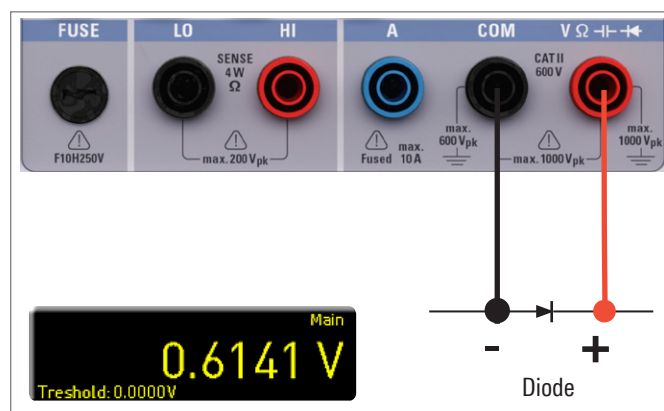 FUSE LO HI A COM V Ω
SENSE
4 W
Ω
CAT II
600 V
F10H250V
max. 200 Vpk
Fused
max.
10 A
max.
600 Vpk
max. 1000 Vpk
max.
1000 Vpk
Main
0.6141 V
Treshold: 0.0000V
- +
Diode